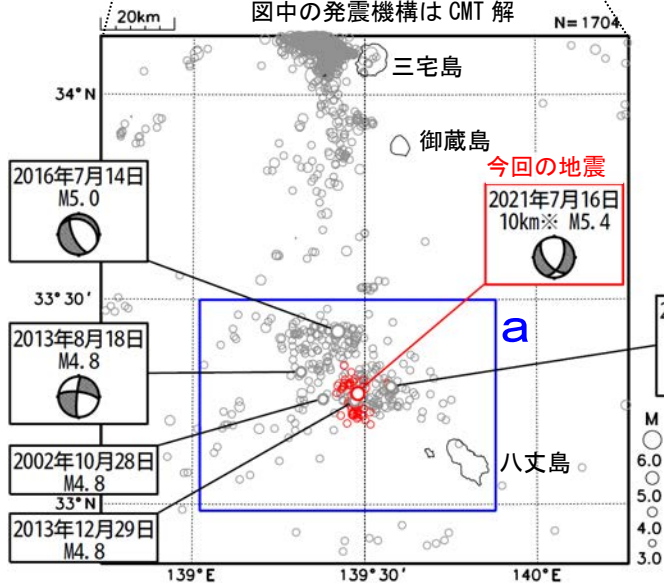 図中の発震機構は CMT 解
20km
N=1704
34°N
三宅島
御蔵島
今回の地震
2016年7月14日
M5.0
2021年7月16日
10km※ M5.4
33°30'
a
2013年8月18日
M4.8
2
M
6.0
5.0
4.0
3.0
2002年10月28日
M4.8
八丈島
33°N
2013年12月29日
M4.8
139°E
139°30'E
140°E